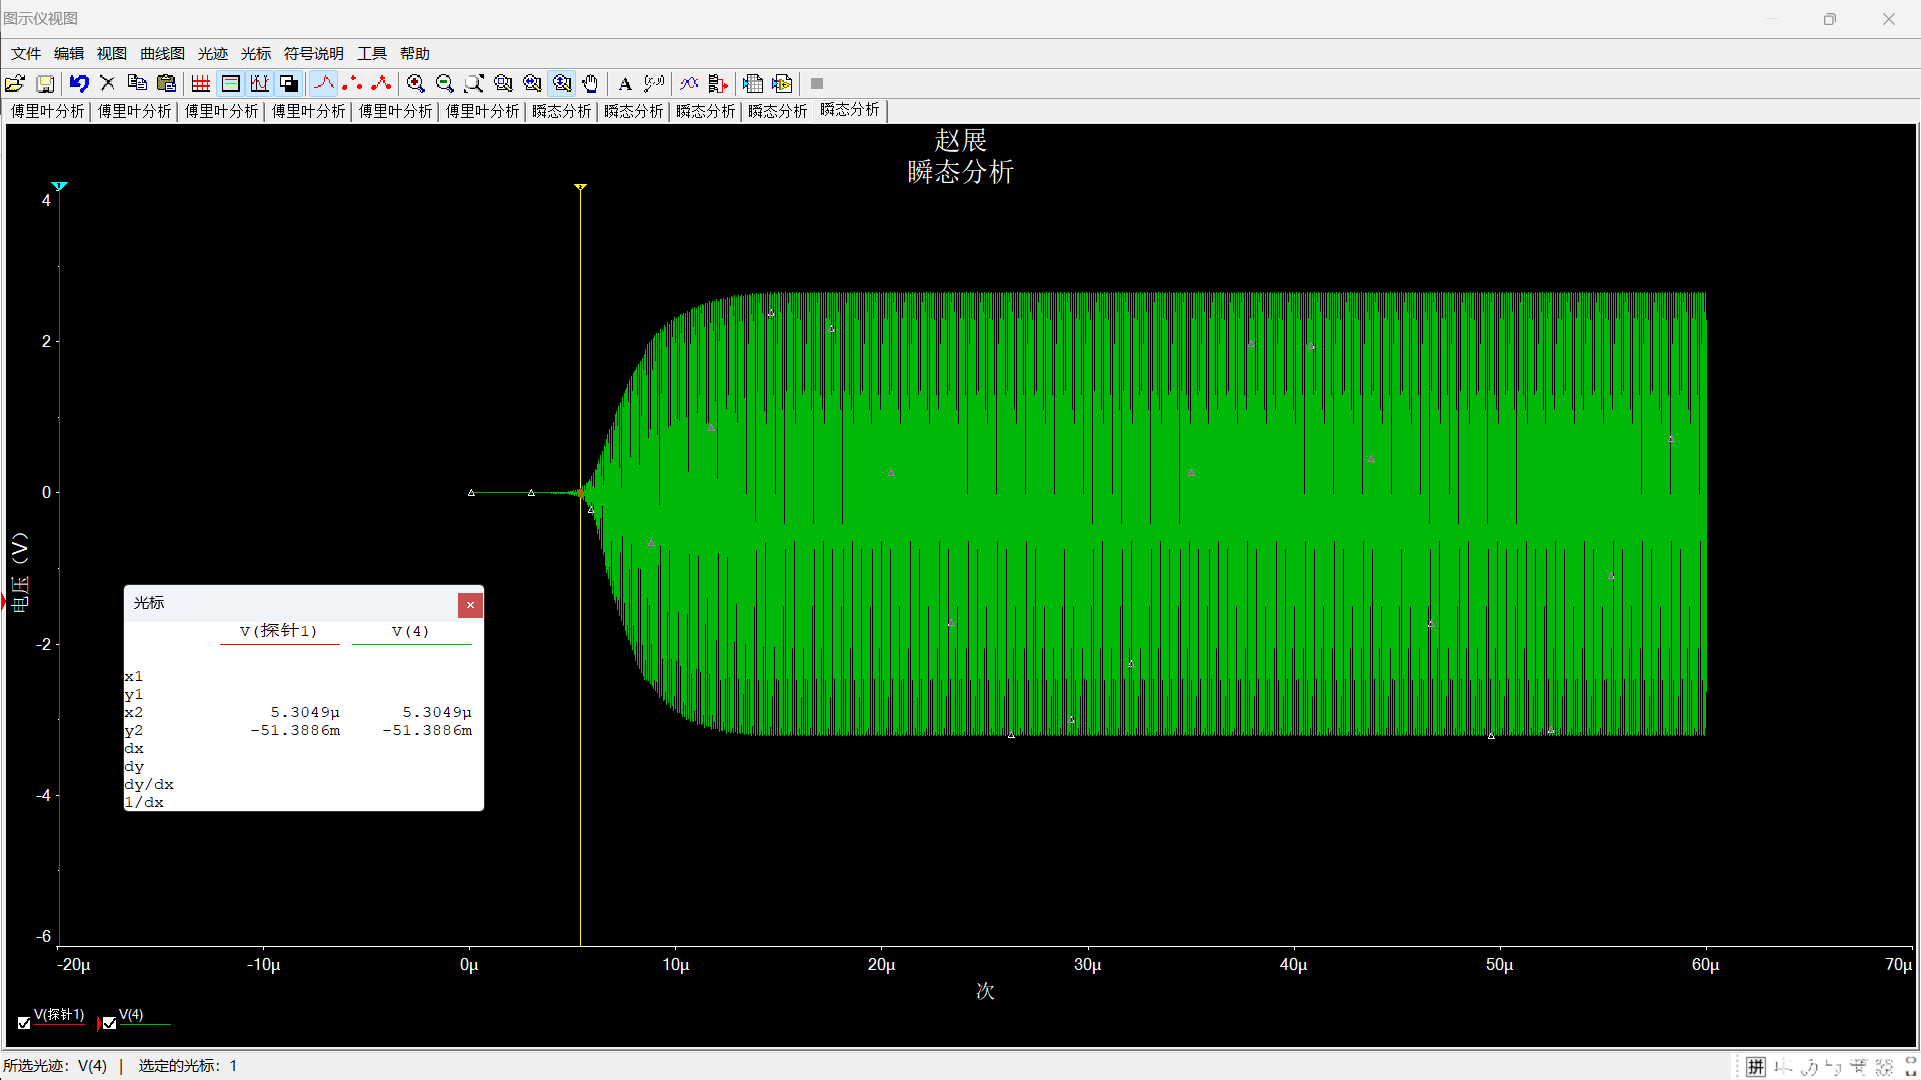 图示仪视图
文件 编辑 视图 曲线图 光迹 光标 符号说明 工具 帮助
傅里叶分析 傅里叶分析 傅里叶分析 傅里叶分析 傅里叶分析 傅里叶分析 瞬态分析 瞬态分析 瞬态分析 瞬态分析 瞬态分析
赵展
瞬态分析
4
2
0
-2
-4
-6
电压 (V)
光标
V(探针1) V(4)
x1
y1
x2 5.3049μ 5.3049μ
y2 -51.3886m -51.3886m
dx
dy
dy/dx
1/dx
-20μ -10μ 0μ 10μ 20μ 30μ 40μ 50μ 60μ 70μ
次
V(探针1) V(4)
所选光迹: V(4) | 选定的光标: 1
拼